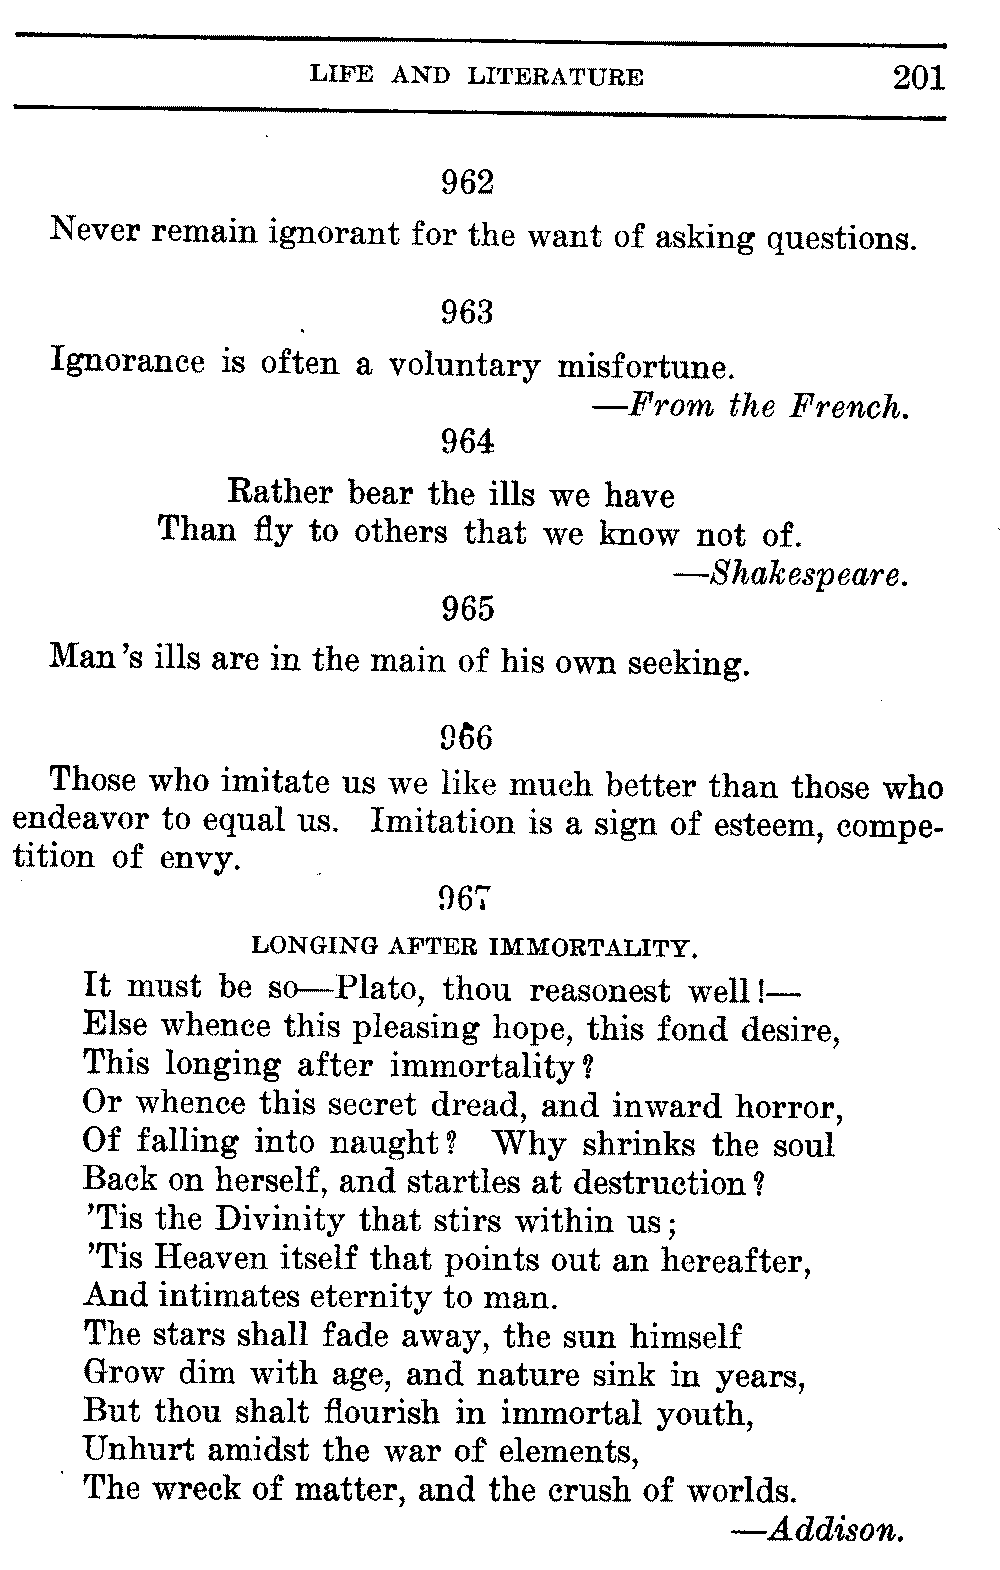 LIFE AND LITERATURE 201
962
Never remain ignorant for the want of asking questions.
963
Ignorance is often a voluntary misfortune.
—From the French.
964
Rather bear the ills we have
Than fly to others that we know not of.
—Shakespeare.
965
Man's ills are in the main of his own seeking.
966
Those who imitate us we like much better than those who
endeavor to equal us. Imitation is a sign of esteem, compe-
tition of envy.
967
LONGING AFTER IMMORTALITY.
It must be so—Plato, thou reasonest well!—
Else whence this pleasing hope, this fond desire,
This longing after immortality?
Or whence this secret dread, and inward horror,
Of falling into naught? Why shrinks the soul
Back on herself, and startles at destruction?
'Tis the Divinity that stirs within us;
'Tis Heaven itself that points out an hereafter,
And intimates eternity to man.
The stars shall fade away, the sun himself
Grow dim with age, and nature sink in years,
But thou shalt flourish in immortal youth,
Unhurt amidst the war of elements,
The wreck of matter, and the crush of worlds.
—Addison.